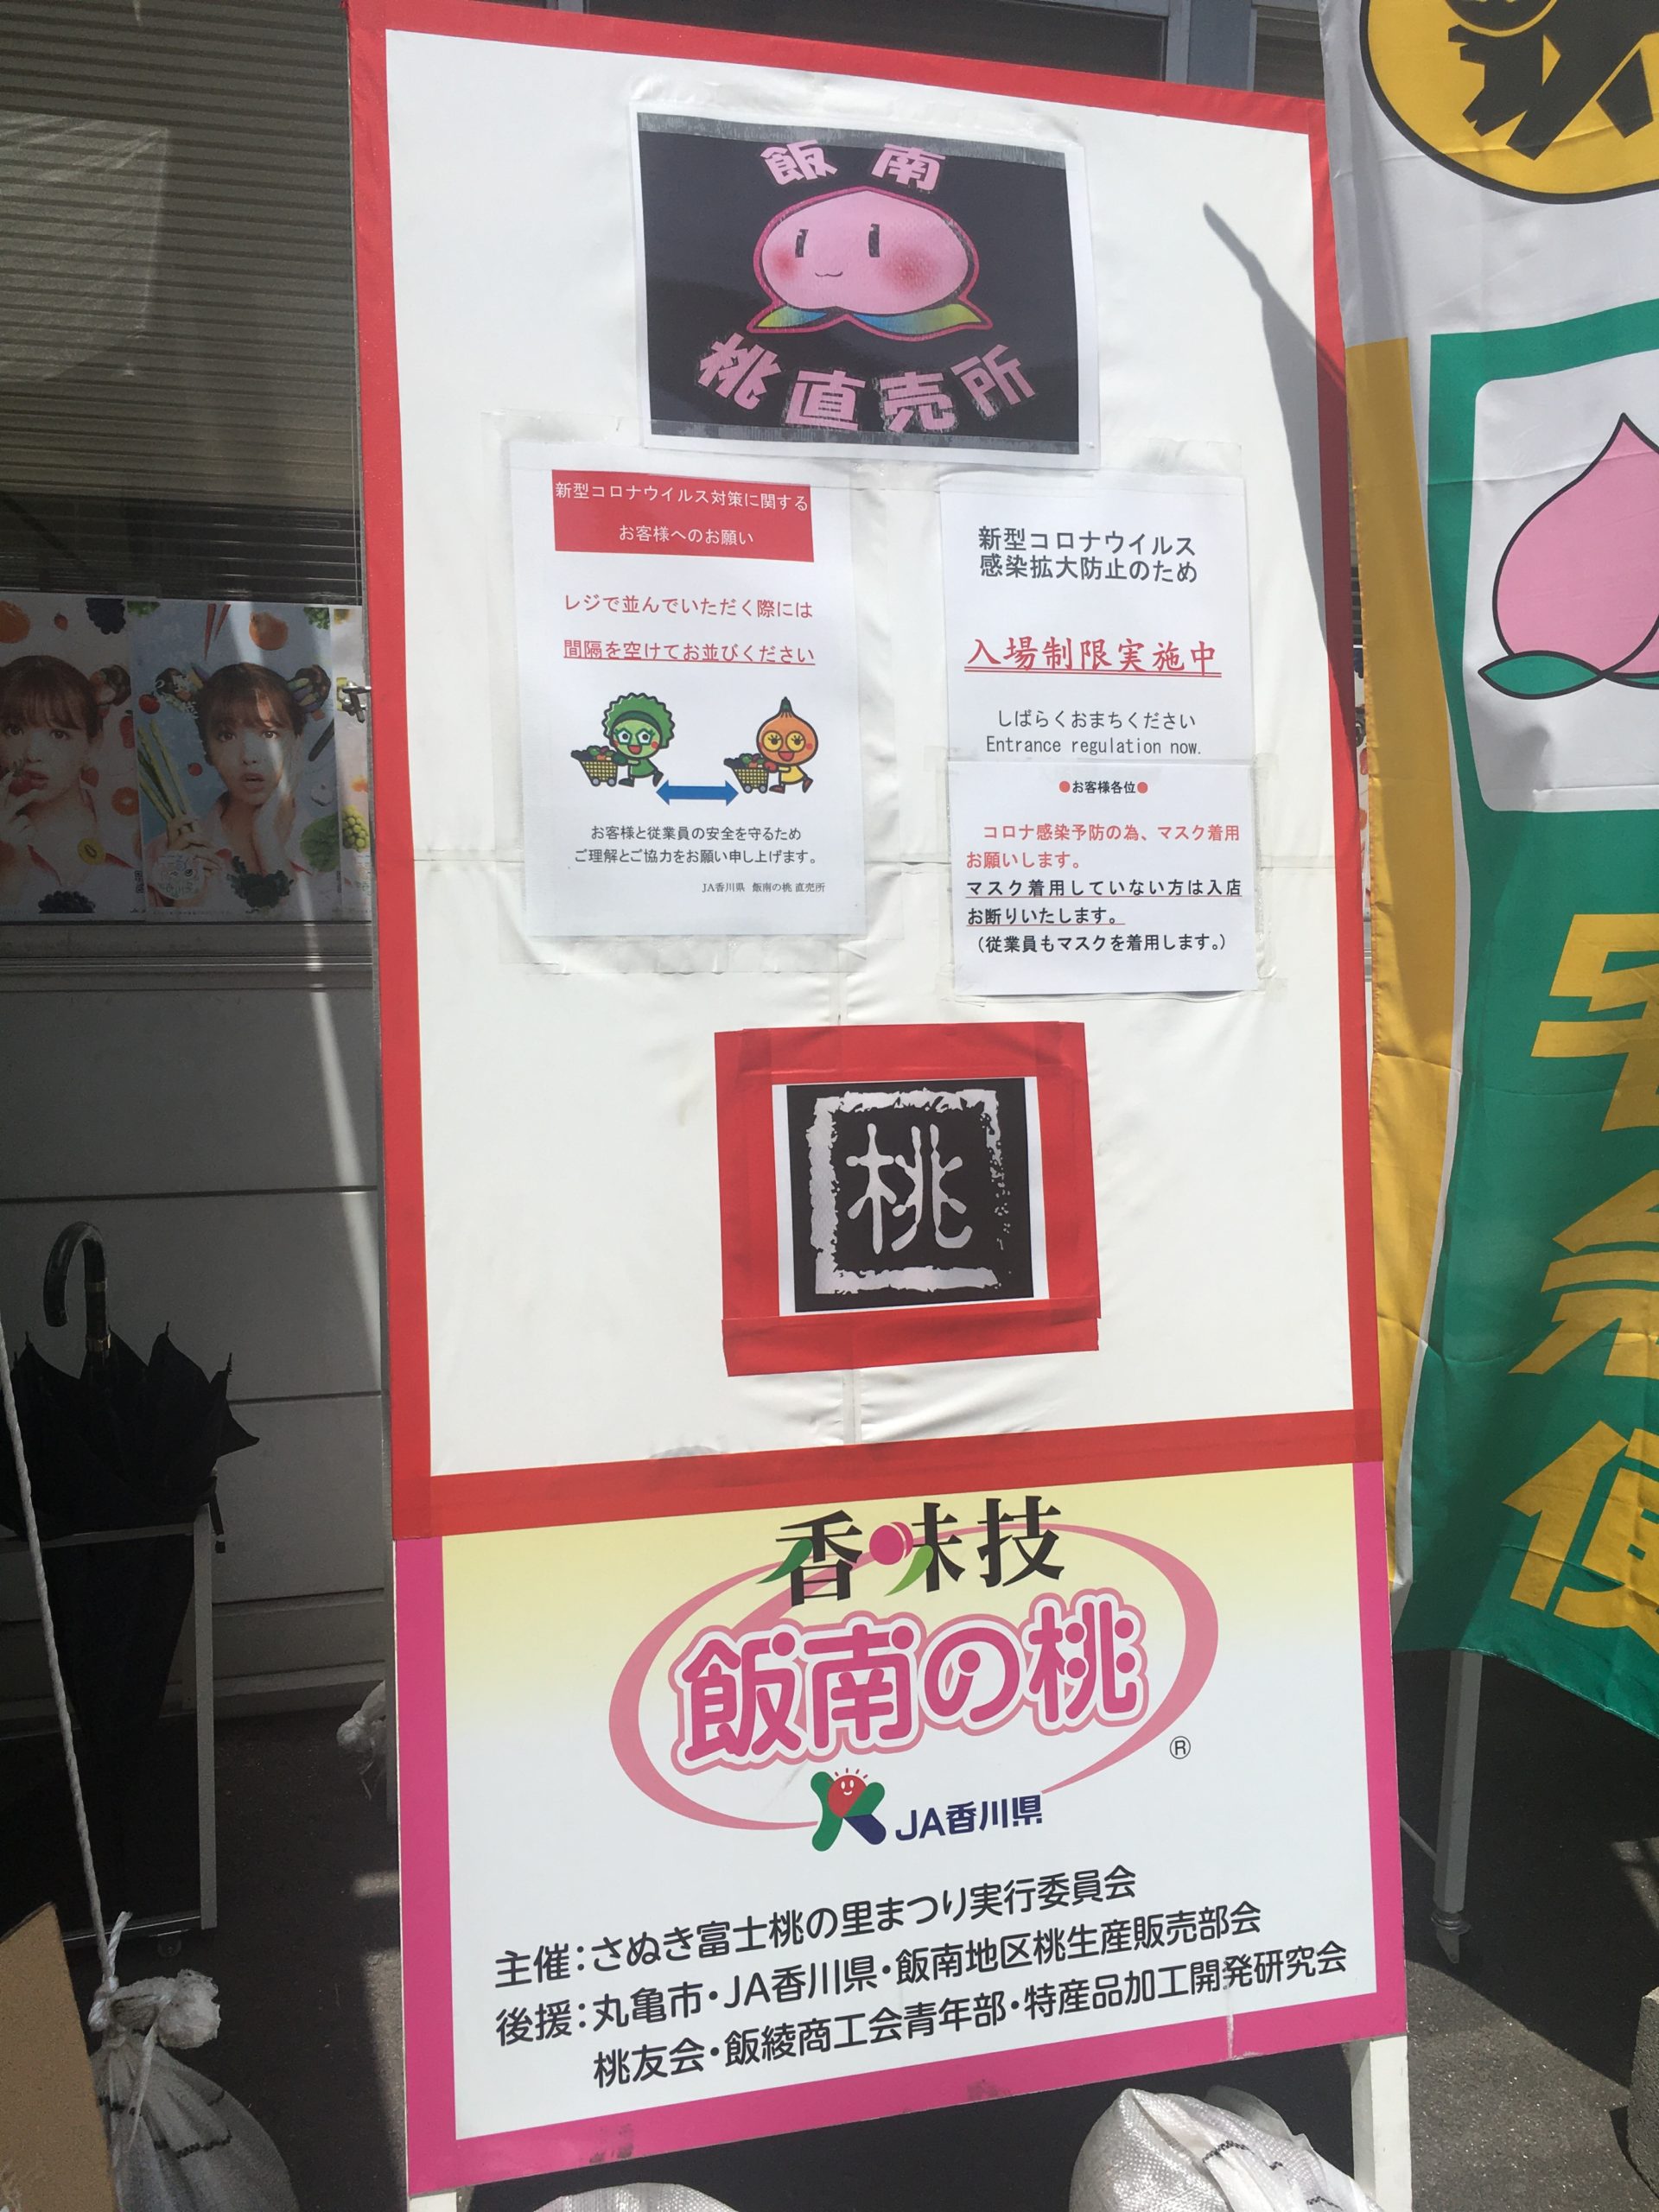 飯南
桃直売所
新型コロナウイルス対策に関する
お客様へのお願い
レジで並んでいただく際には
間隔を空けてお並びください
お客様と従業員の安全を守るため
ご理解とご協力をお願い申し上げます。
JA香川県 飯南の桃 直売所
新型コロナウイルス
感染拡大防止のため
入場制限実施中
しばらくおまちください
Entrance regulation now.
●お客様各位●
コロナ感染予防の為、マスク着用
お願いします。
マスク着用していない方は入店
お断りいたします。
（従業員もマスクを着用します。）
桃
香味技
飯南の桃
®
JA香川県
主催：さぬき富士桃の里まつり実行委員会
後援：丸亀市・JA香川県・飯南地区桃生産販売部会
桃友会・飯綾商工会青年部・特産品加工開発研究会
宅急便